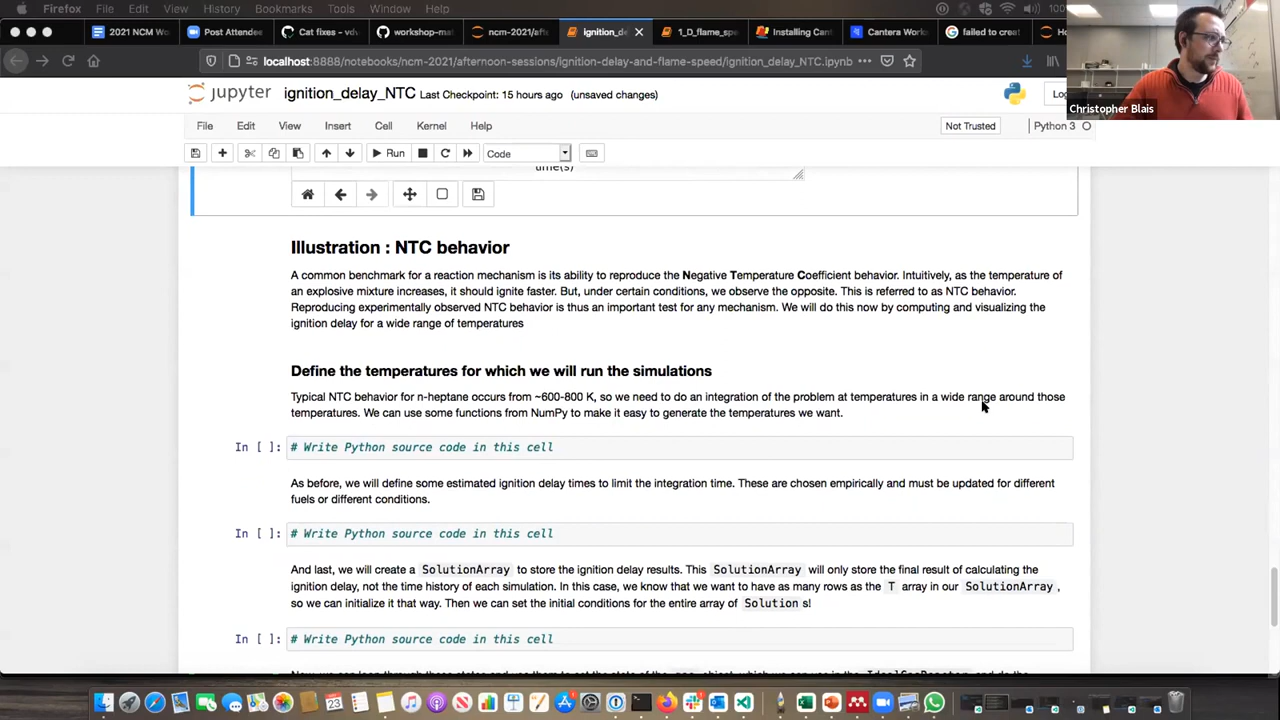 Firefox File Edit View History Bookmarks Tools Window Help
2021 NCM Wo Post Attendee Cat fixes - vdv workshop-mat ncm-2021/afte ignition_de 1_D_flame_spe Installing Cant Cantera Works failed to creat
localhost:8888/notebooks/ncm-2021/afternoon-sessions/ignition-delay-and-flame-speed/ignition_delay_NTC.ipynb
Christopher Blais
jupyter ignition_delay_NTC Last Checkpoint: 15 hours ago (unsaved changes)
File Edit View Insert Cell Kernel Help Not Trusted Python 3
Run Code
time(s)
Illustration : NTC behavior
A common benchmark for a reaction mechanism is its ability to reproduce the Negative Temperature Coefficient behavior. Intuitively, as the temperature of
an explosive mixture increases, it should ignite faster. But, under certain conditions, we observe the opposite. This is referred to as NTC behavior.
Reproducing experimentally observed NTC behavior is thus an important test for any mechanism. We will do this now by computing and visualizing the
ignition delay for a wide range of temperatures
Define the temperatures for which we will run the simulations
Typical NTC behavior for n-heptane occurs from ~600-800 K, so we need to do an integration of the problem at temperatures in a wide range around those
temperatures. We can use some functions from NumPy to make it easy to generate the temperatures we want.
In [ ]: # Write Python source code in this cell
As before, we will define some estimated ignition delay times to limit the integration time. These are chosen empirically and must be updated for different
fuels or different conditions.
In [ ]: # Write Python source code in this cell
And last, we will create a SolutionArray to store the ignition delay results. This SolutionArray will only store the final result of calculating the
ignition delay, not the time history of each simulation. In this case, we know that we want to have as many rows as the T array in our SolutionArray ,
so we can initialize it that way. Then we can set the initial conditions for the entire array of Solution s!
In [ ]: # Write Python source code in this cell